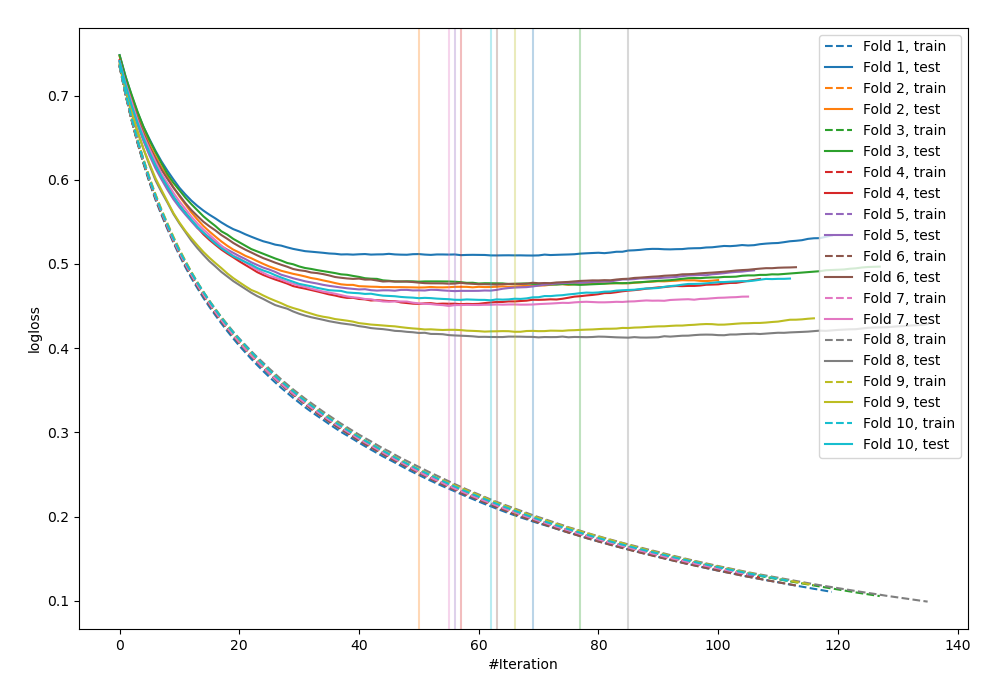 0.7
0.6
0.5
0.4
0.3
0.2
0.1
logloss
0
20
40
60
80
100
120
140
#Iteration
Fold 1, train
Fold 1, test
Fold 2, train
Fold 2, test
Fold 3, train
Fold 3, test
Fold 4, train
Fold 4, test
Fold 5, train
Fold 5, test
Fold 6, train
Fold 6, test
Fold 7, train
Fold 7, test
Fold 8, train
Fold 8, test
Fold 9, train
Fold 9, test
Fold 10, train
Fold 10, test